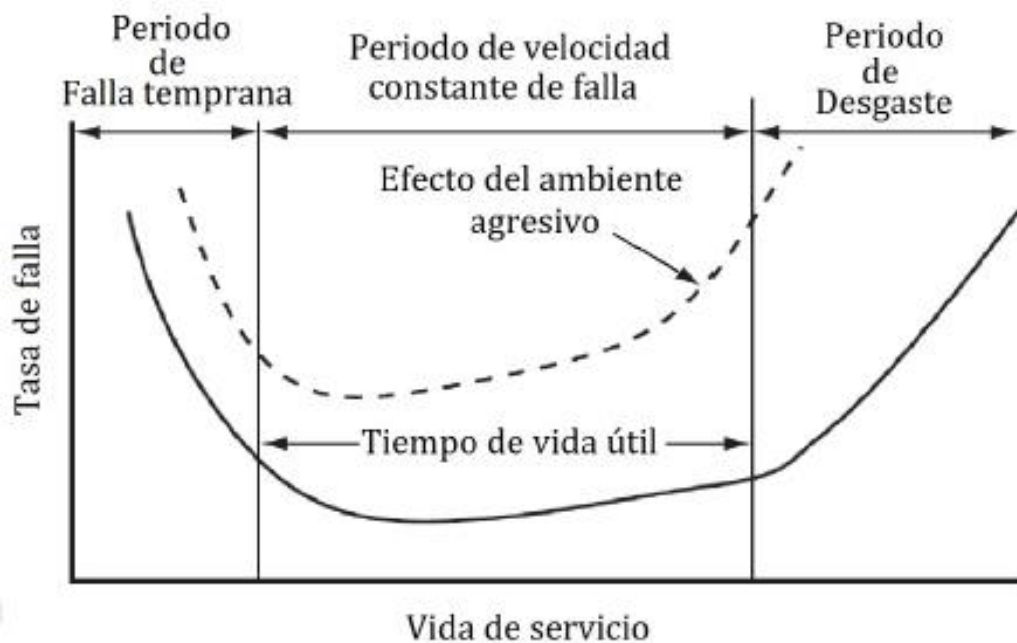 Periodo
de
Falla temprana
Periodo de velocidad
constante de falla
Periodo
de
Desgaste
Efecto del ambiente
agresivo
Tasa de falla
Tiempo de vida útil
Vida de servicio